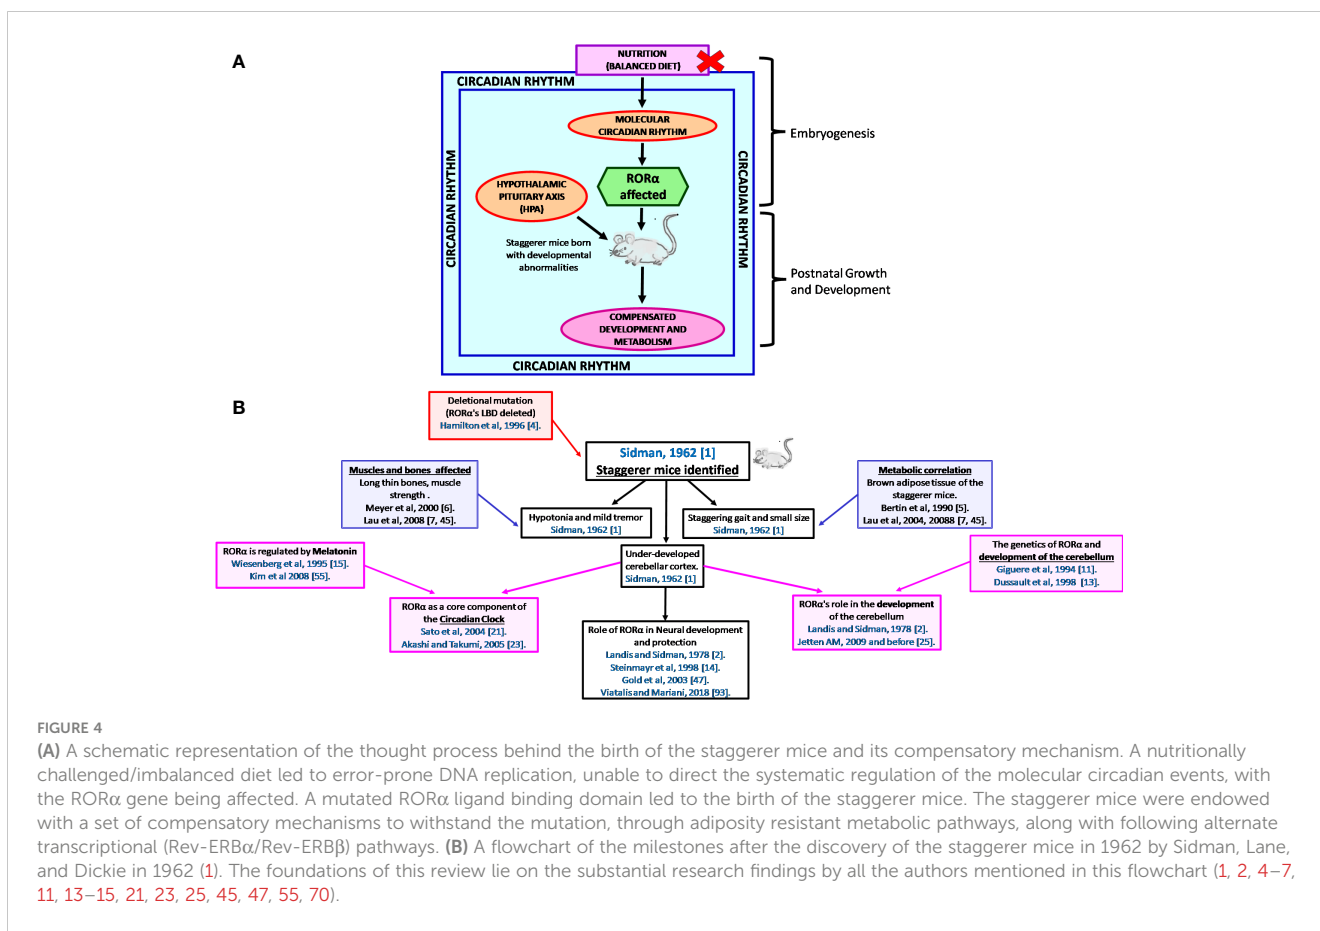 A
NUTRITION
(BALANCED DIET)
CIRCADIAN RHYTHM
MOLECULAR
CIRCADIAN RHYTHM
Embryogenesis
CIRCADIAN RHYTHM
CIRCADIAN RHYTHM
RORα
affected
HYPOTHALAMIC
PITUITARY AXIS
(HPA)
Staggerer mice born
with developmental
abnormalities
Postnatal Growth
and Development
COMPENSATED
DEVELOPMENT AND
METABOLISM
CIRCADIAN RHYTHM
B
Deletional mutation
(RORα's LBD deleted)
Hamilton et al, 1996 [4].
Sidman, 1962 [1]
Staggerer mice identified
Muscles and bones affected
Long thin bones, muscle
strength .
Meyer et al, 2000 [6].
Lau et al, 2008 [7, 45].
Metabolic correlation
Brown adipose tissue of the
staggerer mice.
Bertin et al, 1990 [5].
Lau et al, 2004, 20088 [7, 45].
Hypotonia and mild tremor
Sidman, 1962 [1]
Staggering gait and small size
Sidman, 1962 [1]
RORα is regulated by Melatonin
Wiesenberg et al, 1995 [15].
Kim et al 2008 [55].
Under-developed
cerebellar cortex.
Sidman, 1962 [1]
The genetics of RORα and
development of the cerebellum
Giguere et al, 1994 [11].
Dussault et al, 1998 [13].
RORα as a core component of
the Circadian Clock
Sato et al, 2004 [21].
Akashi and Takumi, 2005 [23].
RORα's role in the development
of the cerebellum
Landis and Sidman, 1978 [2].
Jetten AM, 2009 and before [25].
Role of RORα in Neural development
and protection
Landis and Sidman, 1978 [2].
Steinmayr et al, 1998 [14].
Gold et al, 2003 [47].
Viatalis and Mariani, 2018 [93].
FIGURE 4
(A) A schematic representation of the thought process behind the birth of the staggerer mice and its compensatory mechanism. A nutritionally
challenged/imbalanced diet led to error-prone DNA replication, unable to direct the systematic regulation of the molecular circadian events, with
the RORα gene being affected. A mutated RORα ligand binding domain led to the birth of the staggerer mice. The staggerer mice were endowed
with a set of compensatory mechanisms to withstand the mutation, through adiposity resistant metabolic pathways, along with following alternate
transcriptional (Rev-ERBα/Rev-ERBβ) pathways. (B) A flowchart of the milestones after the discovery of the staggerer mice in 1962 by Sidman, Lane,
and Dickie in 1962 (1). The foundations of this review lie on the substantial research findings by all the authors mentioned in this flowchart (1, 2, 4–7,
11, 13–15, 21, 23, 25, 45, 47, 55, 70).